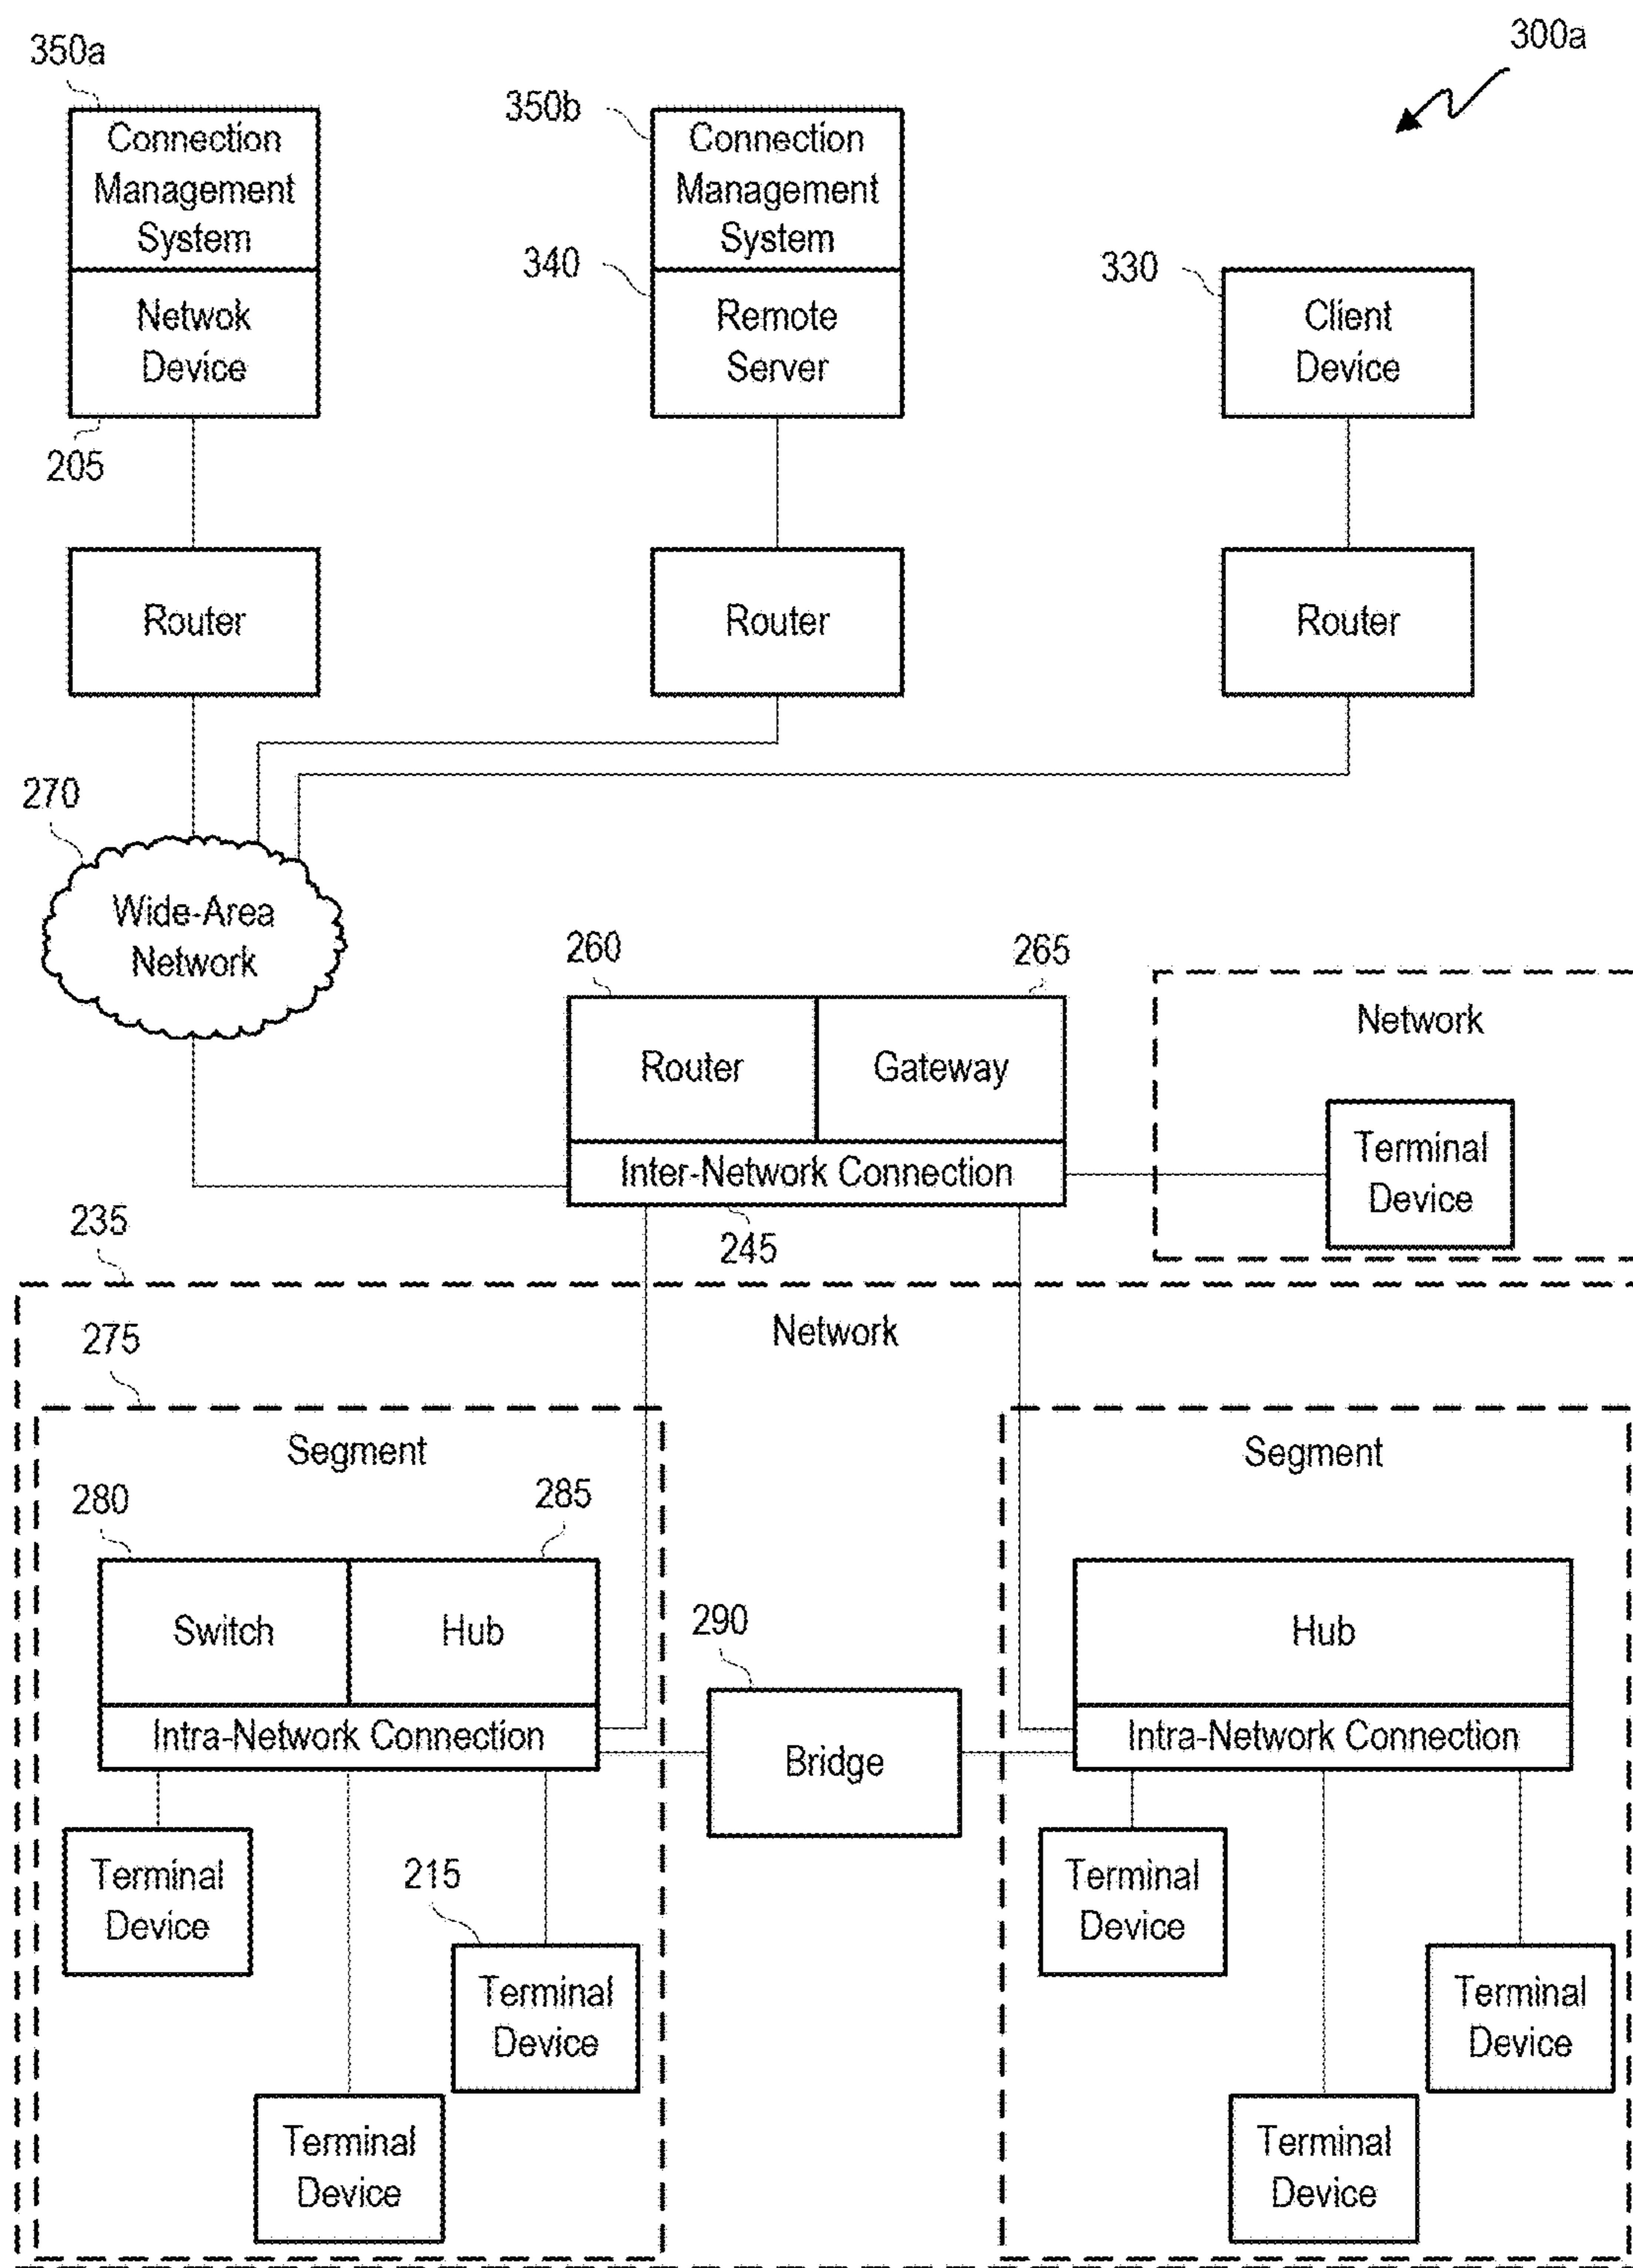 300a
350a
Connection
Management
System
Netwok
Device
205
350b
Connection
Management
System
340
Remote
Server
330
Client
Device
Router
Router
Router
270
Wide-Area
Network
260
265
Router
Gateway
Inter-Network Connection
245
Network
Terminal
Device
235
Network
275
Segment
280
285
Switch
Hub
Intra-Network Connection
290
Bridge
Terminal
Device
215
Terminal
Device
Terminal
Device
Segment
Hub
Intra-Network Connection
Terminal
Device
Terminal
Device
Terminal
Device